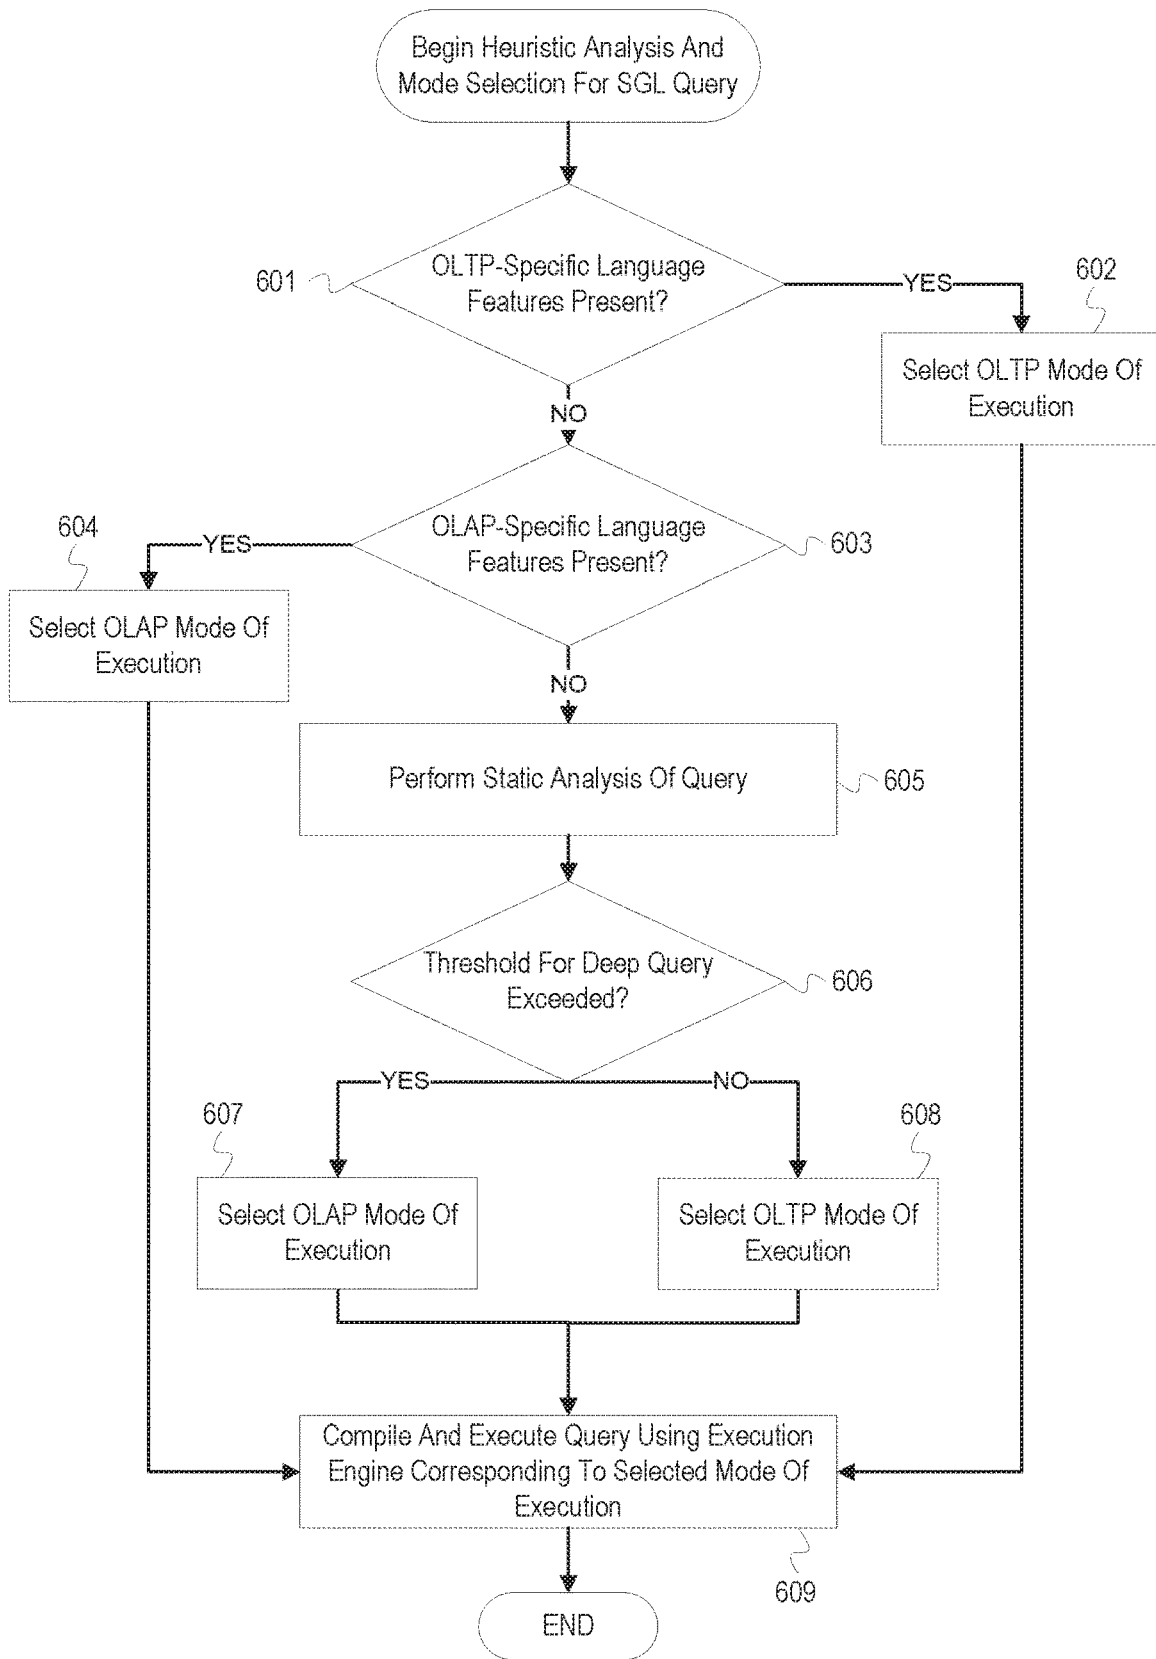 Begin Heuristic Analysis And
Mode Selection For SGL Query
601
OLTP-Specific Language
Features Present?
YES
602
Select OLTP Mode Of
Execution
NO
604
YES
OLAP-Specific Language
Features Present?
603
Select OLAP Mode Of
Execution
NO
Perform Static Analysis Of Query
605
Threshold For Deep Query
Exceeded?
606
YES
NO
607
608
Select OLAP Mode Of
Execution
Select OLTP Mode Of
Execution
Compile And Execute Query Using Execution
Engine Corresponding To Selected Mode Of
Execution
609
END